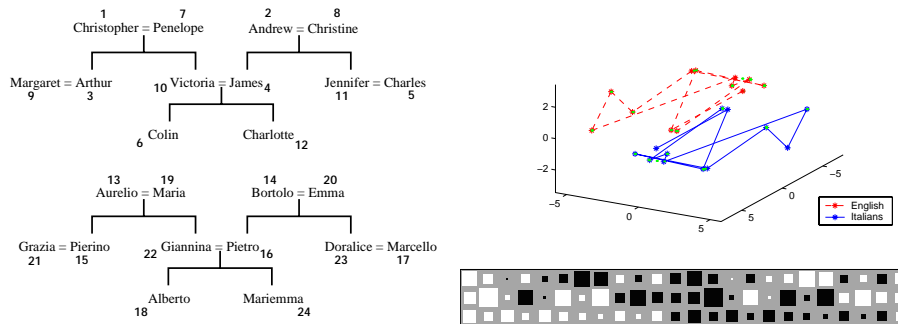 1 7 2 8
Christopher = Penelope Andrew = Christine
Margaret = Arthur Victoria = James Jennifer = Charles
9 3 10 4 11 5
Colin Charlotte
6 12
13 19 14 20
Aurelio = Maria Bortolo = Emma
Grazia = Pierino Giannina = Pietro Doralice = Marcello
21 15 22 16 23 17
Alberto Mariemma
18 24
2
0
−2
−5
0
5
−5
0
5
English
Italians